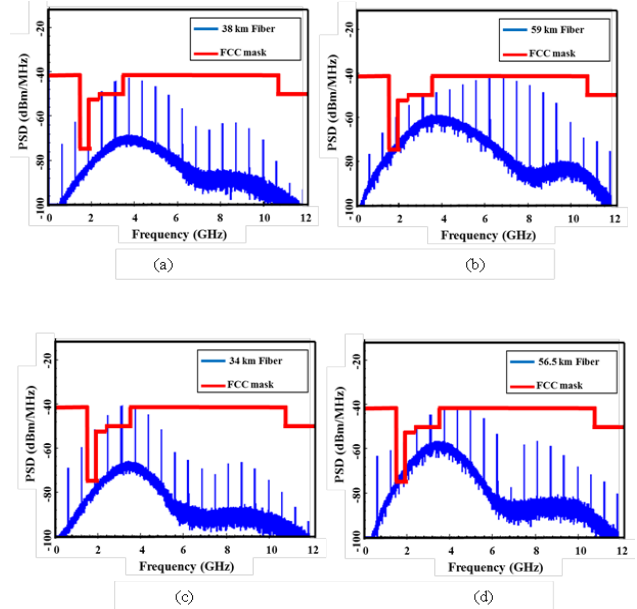 38 km Fiber
FCC mask
PSD (dBm/MHz)
-20
-40
-60
-80
-100
0 2 4 6 8 10 12
Frequency (GHz)
(a)
59 km Fiber
FCC mask
PSD (dBm/MHz)
-20
-40
-60
-80
-100
0 2 4 6 8 10 12
Frequency (GHz)
(b)
34 km Fiber
FCC mask
PSD (dBm/MHz)
-20
-40
-60
-80
-100
0 2 4 6 8 10 12
Frequency (GHz)
(c)
56.5 km Fiber
FCC mask
PSD (dBm/MHz)
-20
-40
-60
-80
-100
0 2 4 6 8 10 12
Frequency (GHz)
(d)